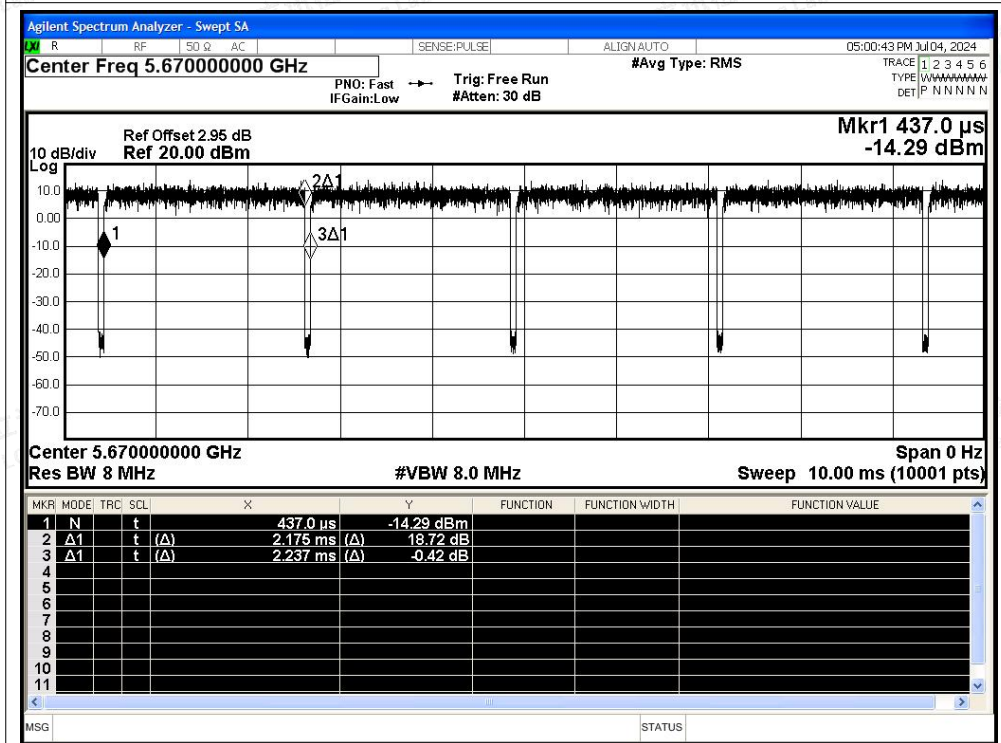 Agilent Spectrum Analyzer - Swept SA
LXI R RF 50 Ω AC SENSE:PULSE ALIGN AUTO 05:00:43 PM Jul 04, 2024
Center Freq 5.670000000 GHz #Avg Type: RMS TRACE 1 2 3 4 5 6
PNO: Fast Trig: Free Run TYPE WWWWWW
IFGain:Low #Atten: 30 dB DET P N N N N N
Mkr1 437.0 µs
-14.29 dBm
Ref Offset 2.95 dB
10 dB/div Ref 20.00 dBm
Log
10.0
0.00
-10.0
-20.0
-30.0
-40.0
-50.0
-60.0
-70.0
2Δ1
1
3Δ1
Center 5.670000000 GHz Span 0 Hz
Res BW 8 MHz #VBW 8.0 MHz Sweep 10.00 ms (10001 pts)
MKR MODE TRC SCL X Y FUNCTION FUNCTION WIDTH FUNCTION VALUE
1 N t 437.0 µs -14.29 dBm
2 Δ1 t (Δ) 2.175 ms (Δ) 18.72 dB
3 Δ1 t (Δ) 2.237 ms (Δ) -0.42 dB
4
5
6
7
8
9
10
11
MSG STATUS